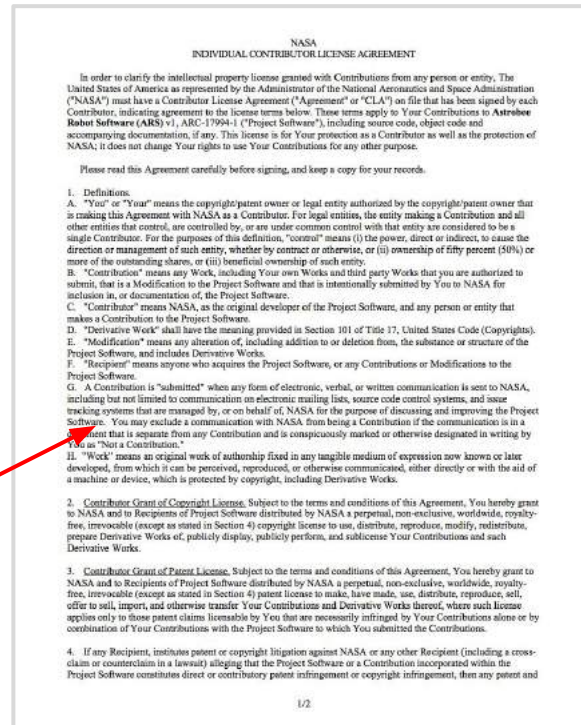 NASA
INDIVIDUAL CONTRIBUTOR LICENSE AGREEMENT
In order to clarify the intellectual property license granted with Contributions from any person or entity, The
United States of America as represented by the Administrator of the National Aeronautics and Space Administration
("NASA") must have a Contributor License Agreement ("Agreement" or "CLA") on file that has been signed by each
Contributor, indicating agreement to the license terms below. These terms apply to Your Contributions to Astrobee
Robot Software (ARS) v1, ARC-17994-1 ("Project Software"), including source code, object code and
accompanying documentation, if any. This license is for Your protection as a Contributor as well as the protection of
NASA; it does not change Your rights to use Your Contributions for any other purpose.
Please read this Agreement carefully before signing, and keep a copy for your records.
1. Definitions.
A. "You" or "Your" means the copyright/patent owner or legal entity authorized by the copyright/patent owner that
is making this Agreement with NASA as a Contributor. For legal entities, the entity making a Contribution and all
other entities that control, are controlled by, or are under common control with that entity are considered to be a
single Contributor. For the purposes of this definition, "control" means (i) the power, direct or indirect, to cause the
direction or management of such entity, whether by contract or otherwise, or (ii) ownership of fifty percent (50%) or
more of the outstanding shares, or (iii) beneficial ownership of such entity.
B. "Contribution" means any Work, including Your own Works and third party Works that you are authorized to
submit, that is a Modification to the Project Software and that is intentionally submitted by You to NASA for
inclusion in, or documentation of, the Project Software.
C. "Contributor" means NASA, as the original developer of the Project Software, and any person or entity that
makes a Contribution to the Project Software.
D. "Derivative Work" shall have the meaning provided in Section 101 of Title 17, United States Code (Copyrights).
E. "Modification" means any alteration of, including addition to or deletion from, the substance or structure of the
Project Software, and includes Derivative Works.
F. "Recipient" means anyone who acquires the Project Software, or any Contributions or Modifications to the
Project Software.
G. A Contribution is "submitted" when any form of electronic, verbal, or written communication is sent to NASA,
including but not limited to communication on electronic mailing lists, source code control systems, and issue
tracking systems that are managed by, or on behalf of, NASA for the purpose of discussing and improving the Project
Software. You may exclude a communication with NASA from being a Contribution if the communication is in a
document that is separate from any Contribution and is conspicuously marked or otherwise designated in writing by
You as "Not a Contribution."
H. "Work" means an original work of authorship fixed in any tangible medium of expression now known or later
developed, from which it can be perceived, reproduced, or otherwise communicated, either directly or with the aid of
a machine or device, which is protected by copyright, including Derivative Works.
2. Contributor Grant of Copyright License. Subject to the terms and conditions of this Agreement, You hereby grant
to NASA and to Recipients of Project Software distributed by NASA a perpetual, non-exclusive, worldwide, royalty-
free, irrevocable (except as stated in Section 4) copyright license to use, distribute, reproduce, modify, redistribute,
prepare Derivative Works of, publicly display, publicly perform, and sublicense Your Contributions and such
Derivative Works.
3. Contributor Grant of Patent License. Subject to the terms and conditions of this Agreement, You hereby grant to
NASA and to Recipients of Project Software distributed by NASA a perpetual, non-exclusive, worldwide, royalty-
free, irrevocable (except as stated in Section 4) patent license to make, have made, use, distribute, reproduce, sell,
offer to sell, import, and otherwise transfer Your Contributions and Derivative Works thereof, where such license
applies only to those patent claims licensable by You that are necessarily infringed by Your Contributions alone or by
combination of Your Contributions with the Project Software to which You submitted the Contributions.
4. If any Recipient, institutes patent or copyright litigation against NASA or any other Recipient (including a cross-
claim or counterclaim in a lawsuit) alleging that the Project Software or a Contribution incorporated within the
Project Software constitutes direct or contributory patent infringement or copyright infringement, then any patent and
1/2